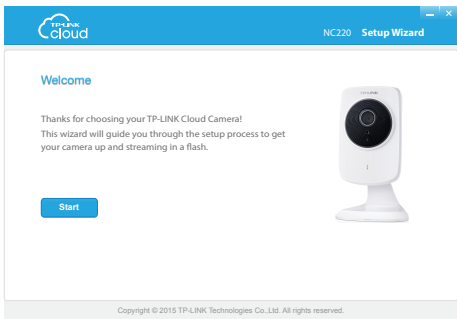 TP-LINK
cloud
NC220 Setup Wizard
Welcome
Thanks for choosing your TP-LINK Cloud Camera!
This wizard will guide you through the setup process to get
your camera up and streaming in a flash.
TP-LINK
Start
Copyright © 2015 TP-LINK Technologies Co.,Ltd. All rights reserved.